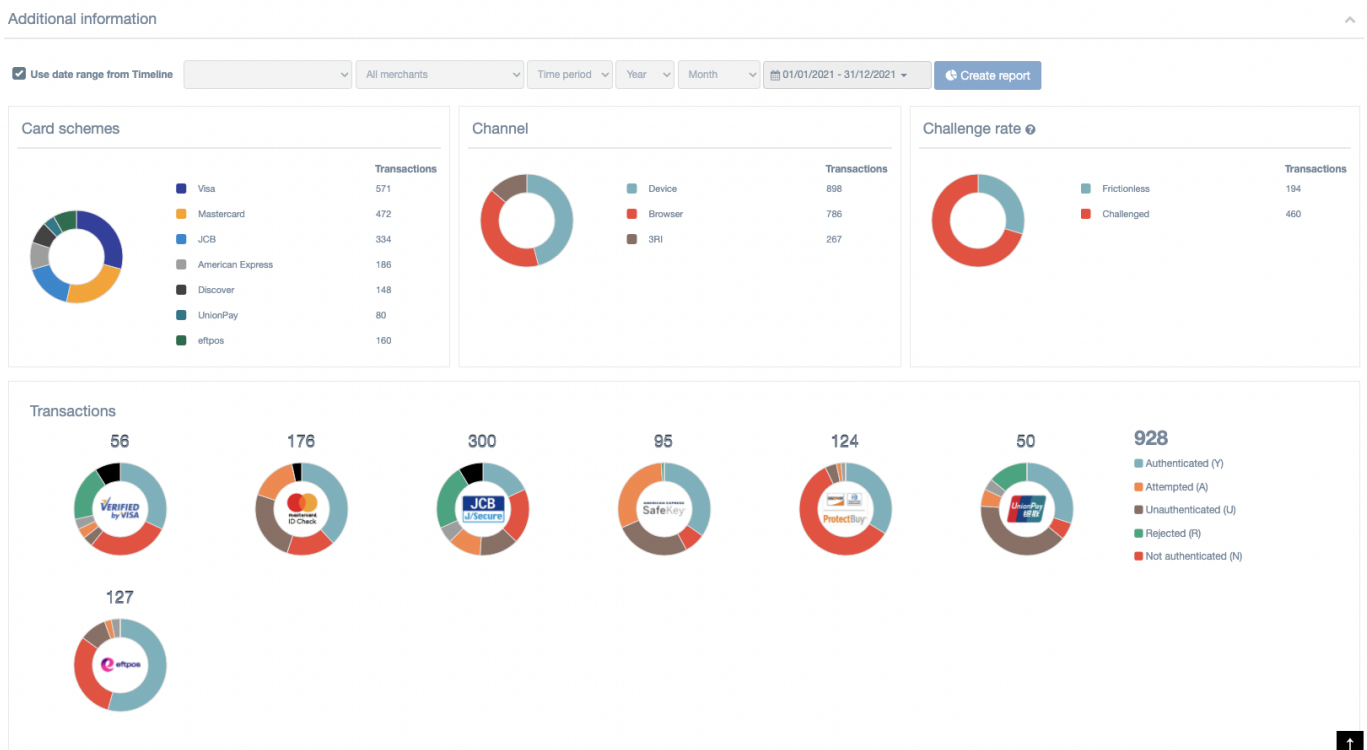 Additional information
Use date range from Timeline
All merchants
Time period
Year
Month
01/01/2021 - 31/12/2021
Create report
Card schemes
Transactions
Visa 571
Mastercard 472
JCB 334
American Express 186
Discover 148
UnionPay 80
eftpos 160
Channel
Transactions
Device 898
Browser 786
3RI 267
Challenge rate ?
Transactions
Frictionless 194
Challenged 460
Transactions
56
VERIFIED
by VISA
176
mastercard
ID Check
300
JCB
J/Secure
95
AMERICAN EXPRESS
SafeKey
124
ProtectBuy
50
UnionPay
银联
928
Authenticated (Y)
Attempted (A)
Unauthenticated (U)
Rejected (R)
Not authenticated (N)
127
eftpos